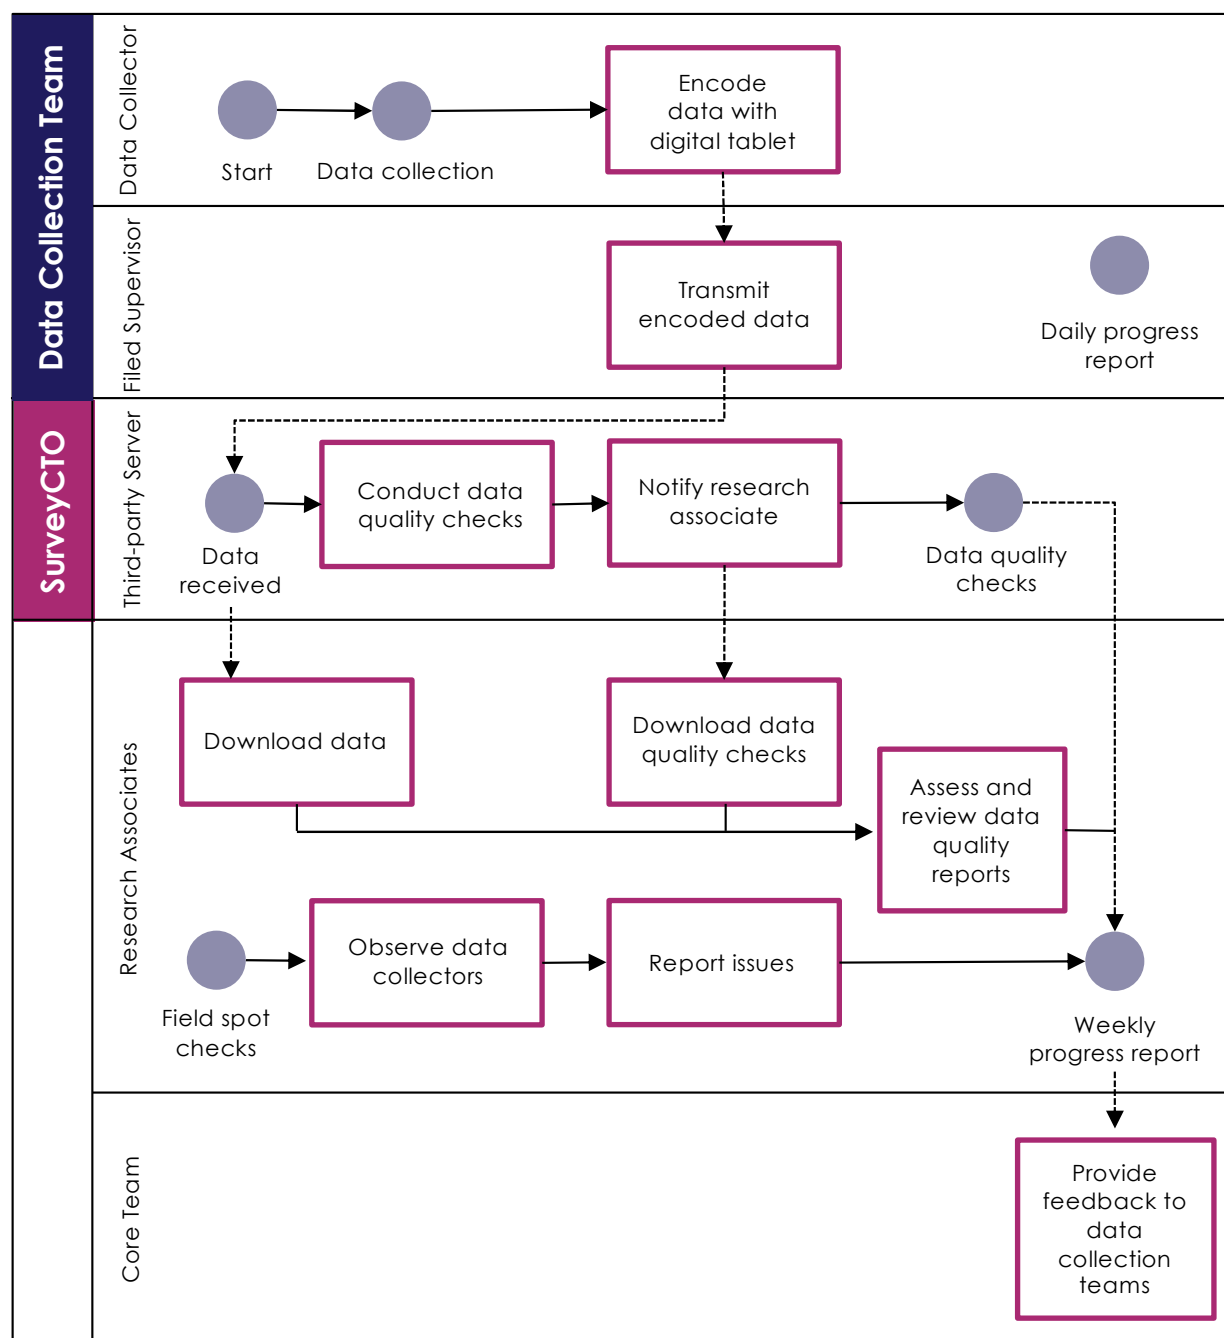 Data Collection Team
Data Collector
Start
Data collection
Encode
data with
digital tablet
Filed Supervisor
Transmit
encoded data
Daily progress
report
SurveyCTO
Third-party Server
Data
received
Conduct data
quality checks
Notify research
associate
Data quality
checks
Research Associates
Download data
Download data
quality checks
Assess and
review data
quality
reports
Field spot
checks
Observe data
collectors
Report issues
Weekly
progress report
Core Team
Provide
feedback to
data
collection
teams